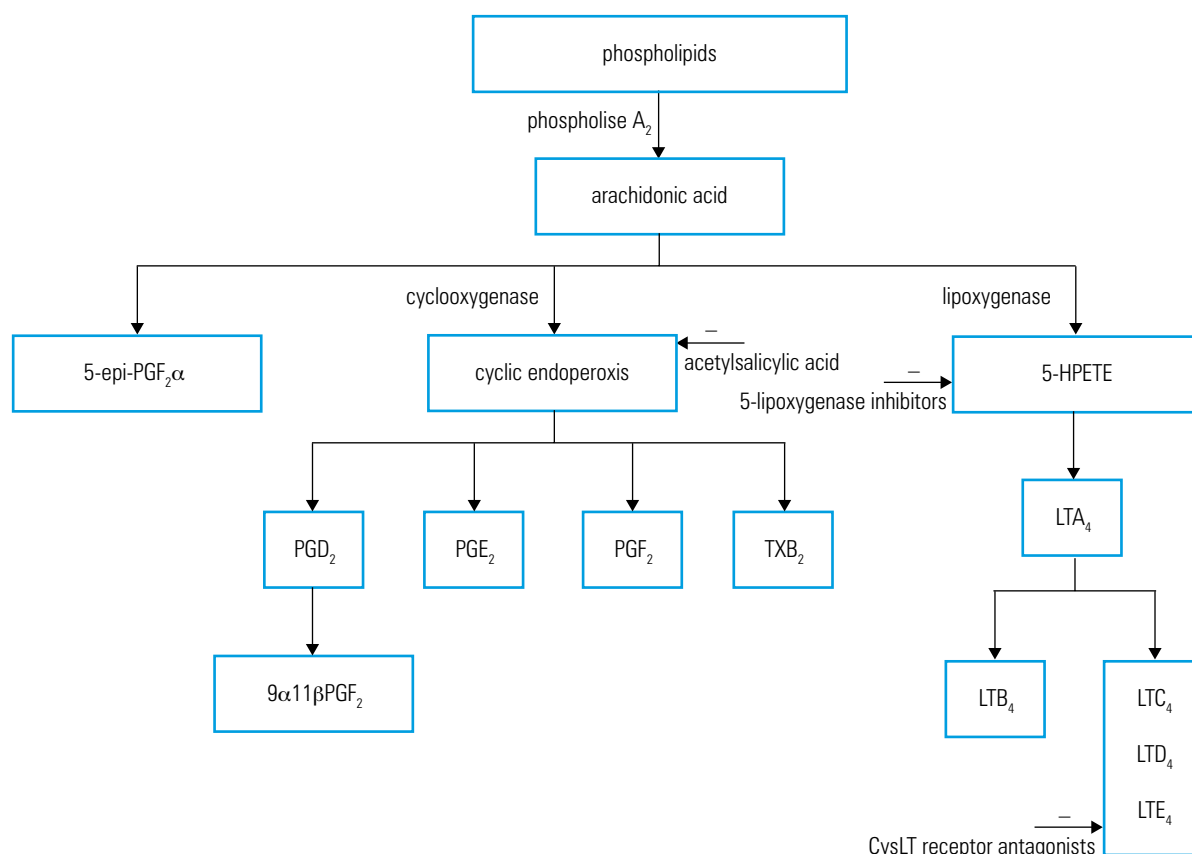 phospholipids
phospholise A₂
arachidonic acid
cyclooxygenase
lipoxygenase
5-epi-PGF₂α
cyclic endoperoxis
–
acetylsalicylic acid
–
5-lipoxygenase inhibitors
5-HPETE
PGD₂
PGE₂
PGF₂
TXB₂
LTA₄
9α11βPGF₂
LTB₄
LTC₄
LTD₄
LTE₄
–
CysLT receptor antagonists